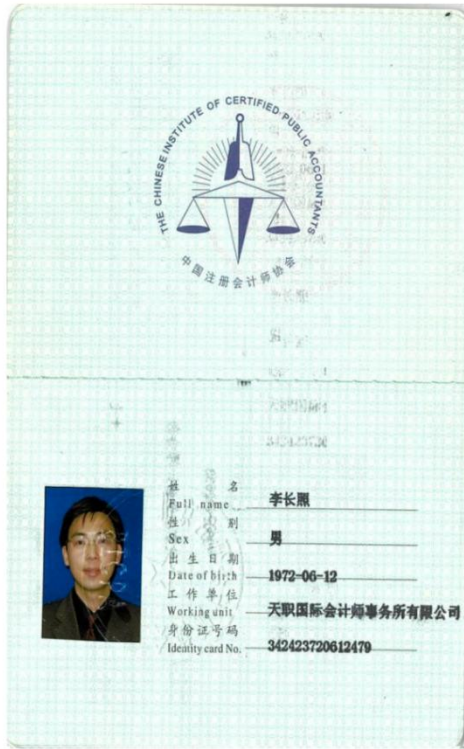 THE CHINESE INSTITUTE OF CERTIFIED PUBLIC ACCOUNTANTS
中国注册会计师协会
姓 名
Full name 李长照
性 别
Sex 男
出生日期
Date of birth 1972-06-12
工作单位
Working unit 天职国际会计师事务所有限公司
身份证号码
Identity card No. 342423720612479